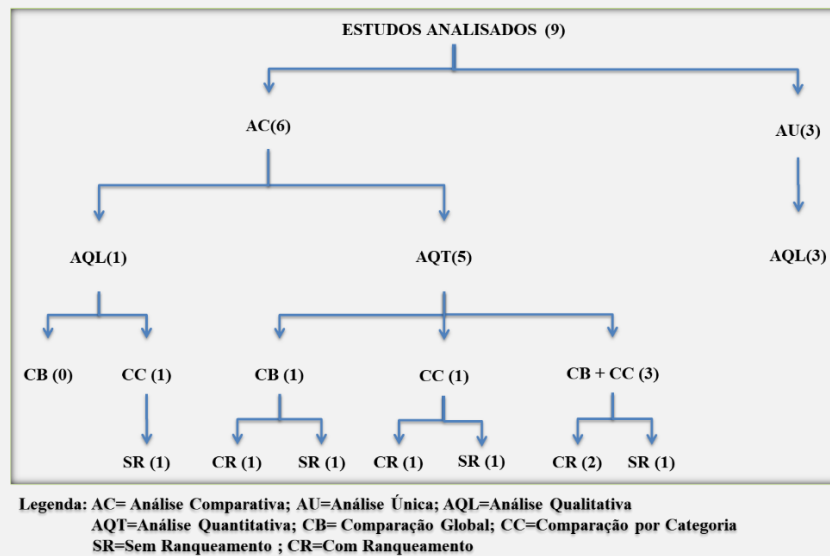 ESTUDOS ANALISADOS (9)
AC(6) AU(3)
AQL(1) AQT(5) AQL(3)
CB (0) CC (1) CB (1) CC (1) CB + CC (3)
SR (1) CR (1) SR (1) CR (1) SR (1) CR (2) SR (1)
Legenda: AC= Análise Comparativa; AU=Análise Única; AQL=Análise Qualitativa
AQT=Análise Quantitativa; CB= Comparação Global; CC=Comparação por Categoria
SR=Sem Ranqueamento ; CR=Com Ranqueamento